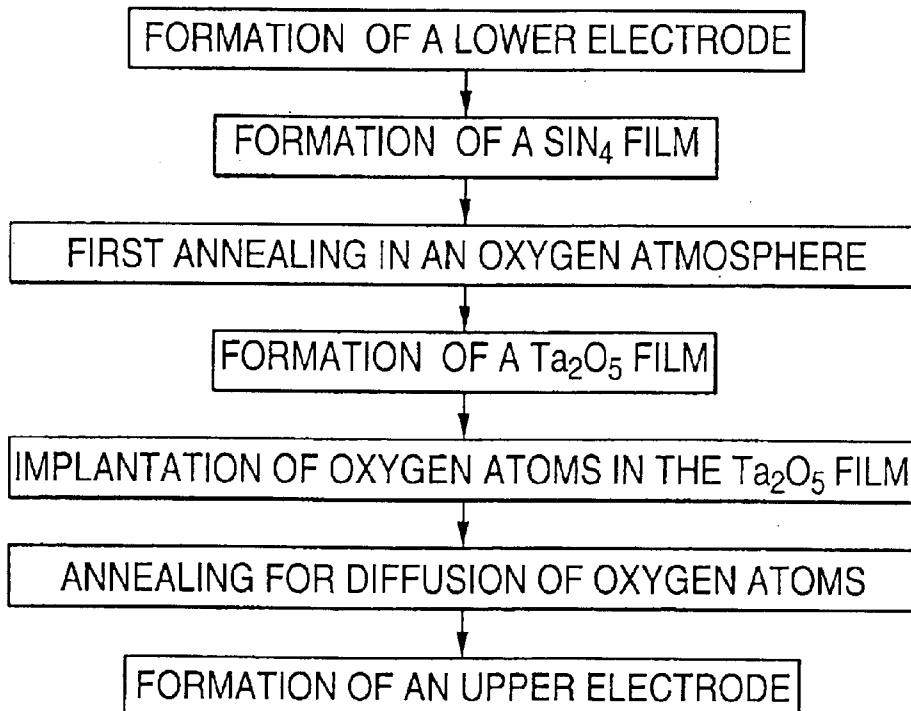 FORMATION OF A LOWER ELECTRODE
FORMATION OF A SIN₄ FILM
FIRST ANNEALING IN AN OXYGEN ATMOSPHERE
FORMATION OF A Ta₂O₅ FILM
IMPLANTATION OF OXYGEN ATOMS IN THE Ta₂O₅ FILM
ANNEALING FOR DIFFUSION OF OXYGEN ATOMS
FORMATION OF AN UPPER ELECTRODE